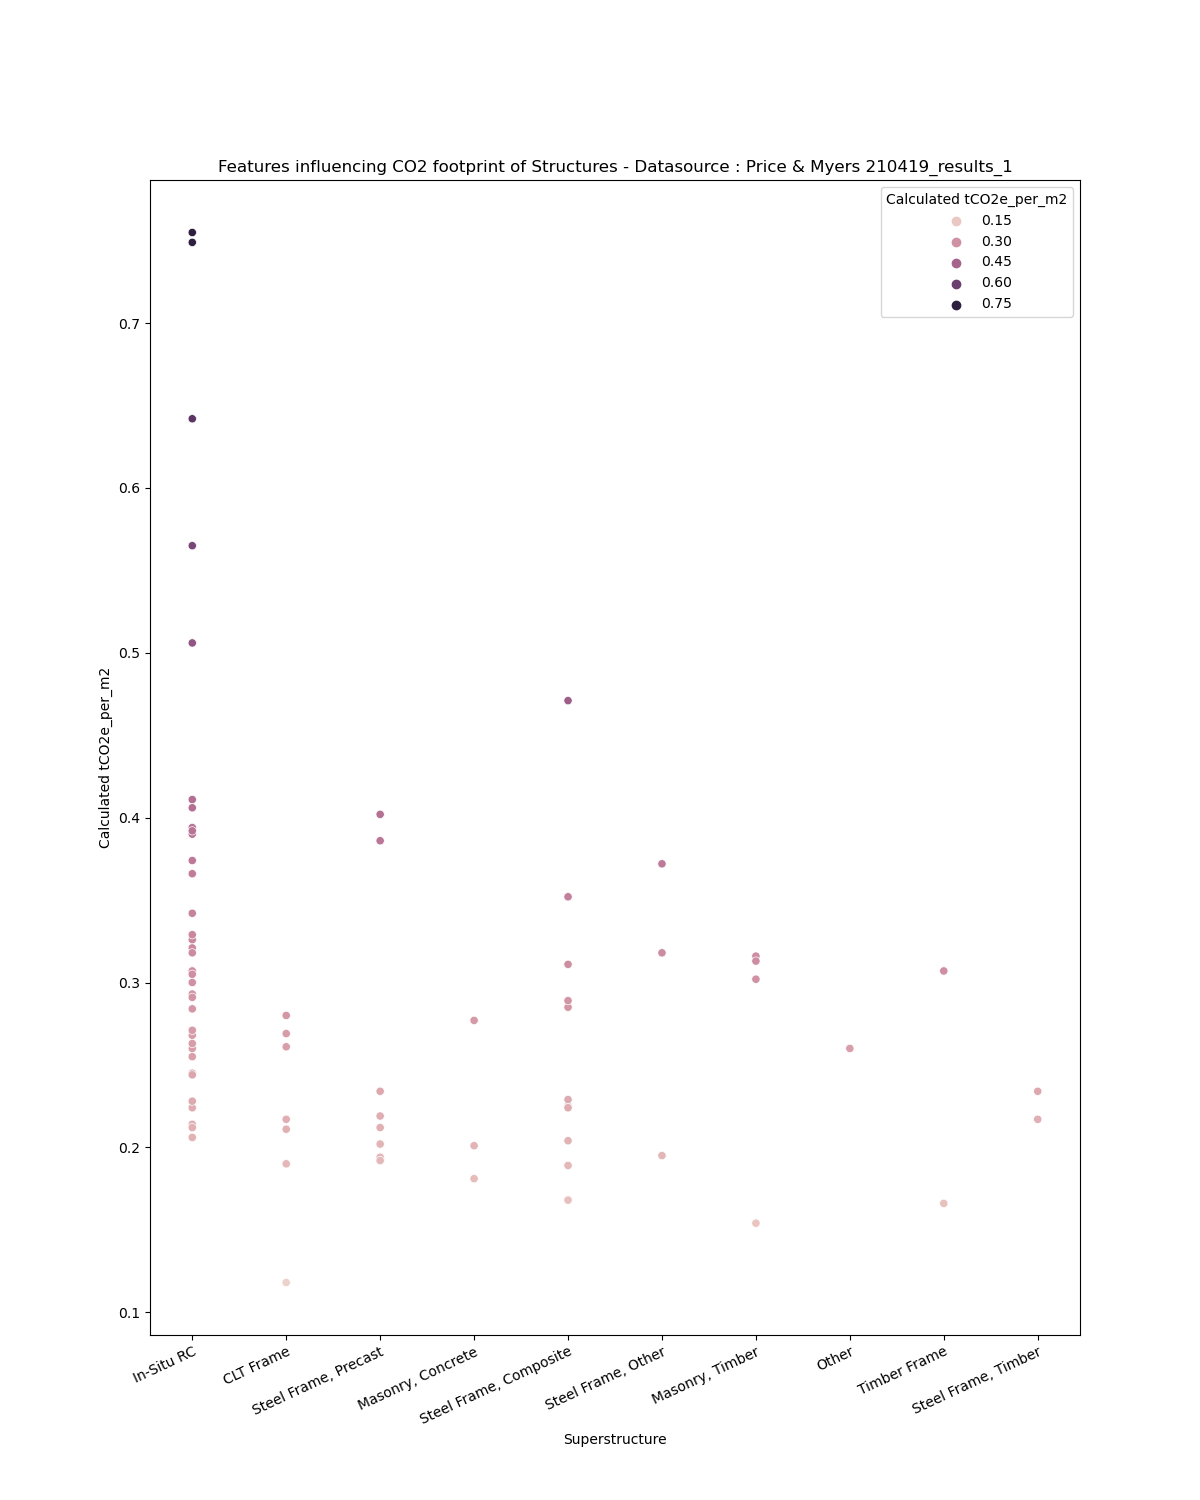 Features influencing CO2 footprint of Structures - Datasource : Price & Myers 210419_results_1
Calculated tCO2e_per_m2
0.15
0.30
0.45
0.60
0.75
0.7
0.6
0.5
0.4
0.3
0.2
0.1
Calculated tCO2e_per_m2
In-Situ RC
CLT Frame
Steel Frame, Precast
Masonry, Concrete
Steel Frame, Composite
Steel Frame, Other
Masonry, Timber
Other
Timber Frame
Steel Frame, Timber
Superstructure